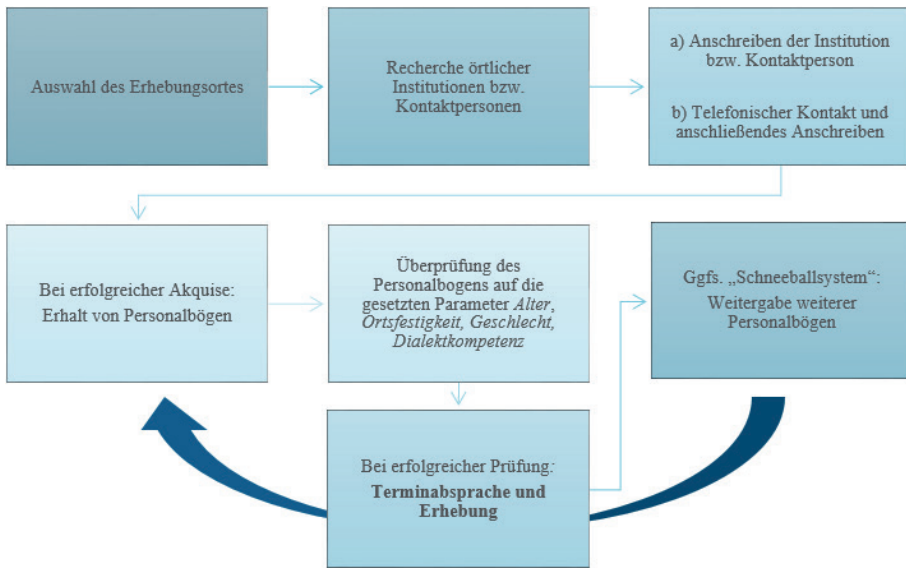 Auswahl des Erhebungsortes
Recherche örtlicher
Institutionen bzw.
Kontaktpersonen
a) Anschreiben der Institution
bzw. Kontaktperson
b) Telefonischer Kontakt und
anschließendes Anschreiben
Bei erfolgreicher Akquise:
Erhalt von Personalbögen
Überprüfung des
Personalbogens auf die
gesetzten Parameter Alter,
Ortsfestigkeit, Geschlecht,
Dialektkompetenz
Ggfs. „Schneeballsystem“:
Weitergabe weiterer
Personalbögen
Bei erfolgreicher Prüfung:
Terminabsprache und
Erhebung